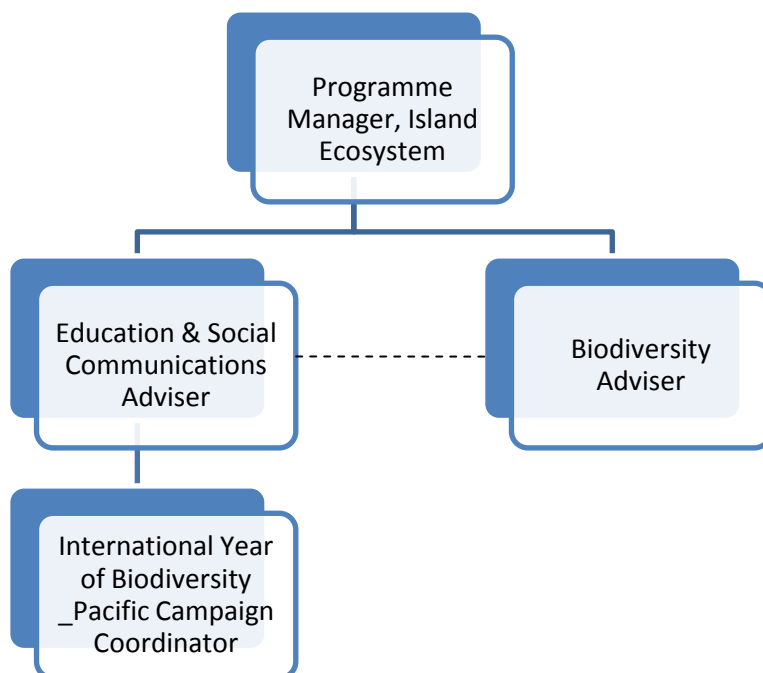 Programme
Manager, Island
Ecosystem
Education & Social
Communications
Adviser
Biodiversity
Adviser
International Year
of Biodiversity
_Pacific Campaign
Coordinator